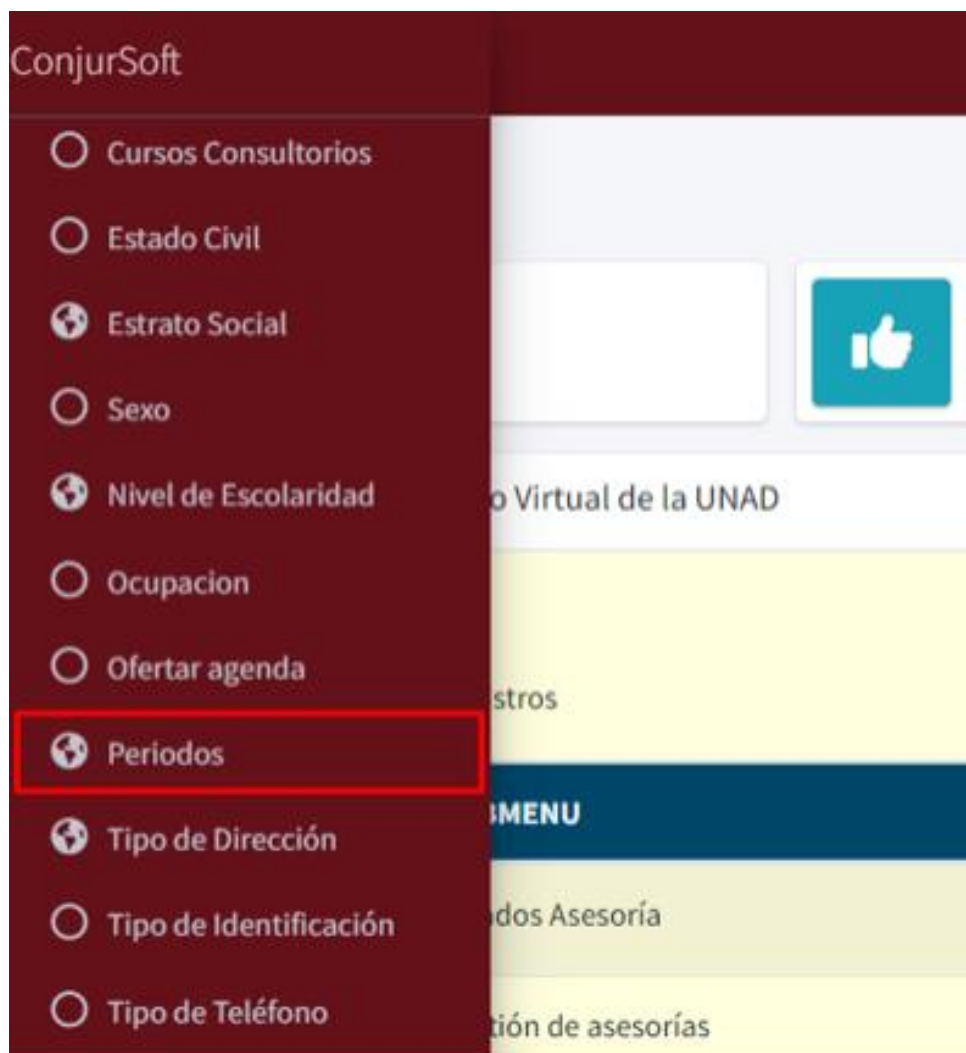 ConjurSoft
Cursos Consultorios
Estado Civil
Estrato Social
Sexo
Nivel de Escolaridad
o Virtual de la UNAD
Ocupacion
Ofertar agenda
stros
Periodos
MENU
Tipo de Dirección
Tipo de Identificación
dos Asesoría
Tipo de Teléfono
tión de asesorías